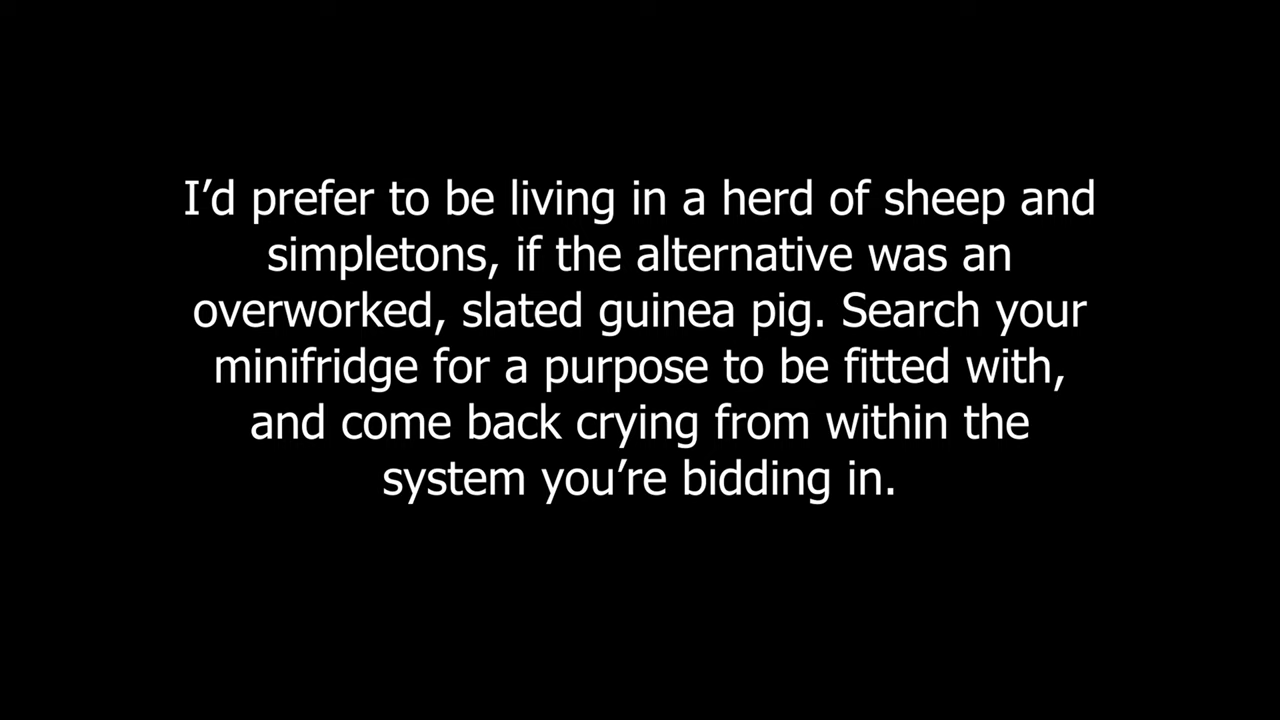 I’d prefer to be living in a herd of sheep and
simpletons, if the alternative was an
overworked, slated guinea pig. Search your
minifridge for a purpose to be fitted with,
and come back crying from within the
system you’re bidding in.